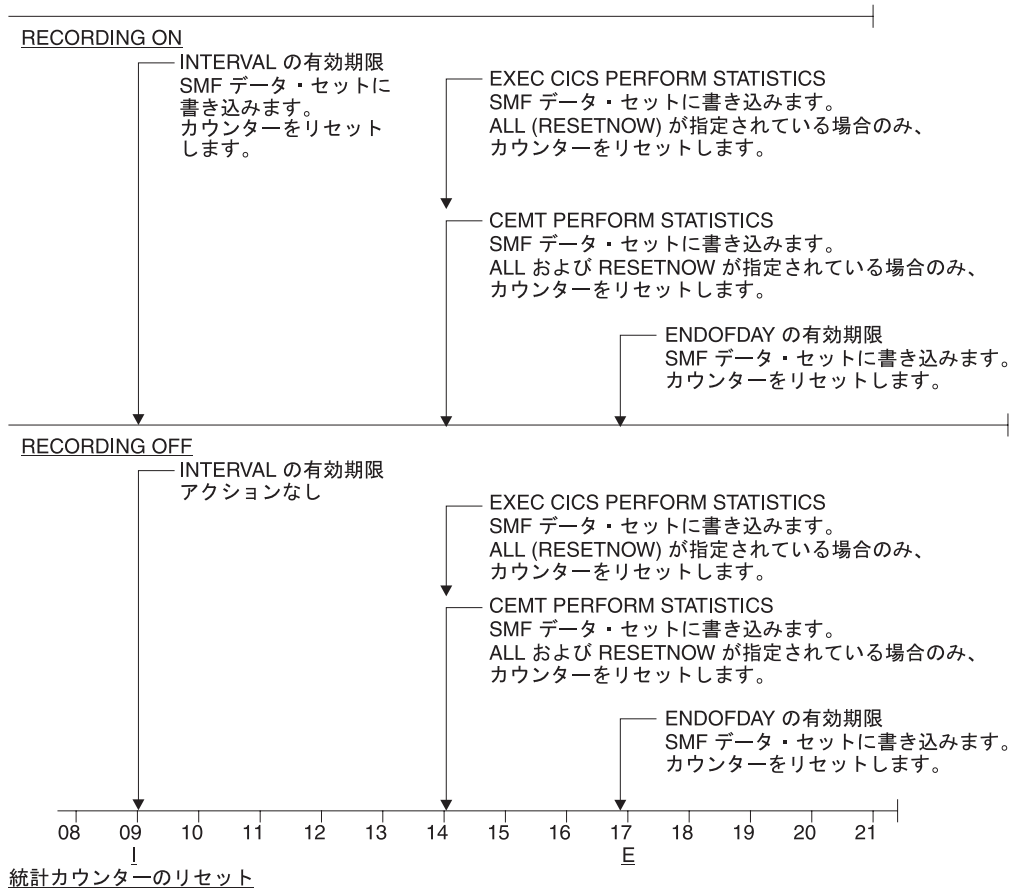 RECORDING ON
INTERVAL の有効期限
SMF データ・セットに
書き込みます。
カウンターをリセット
します。
EXEC CICS PERFORM STATISTICS
SMF データ・セットに書き込みます。
ALL (RESETNOW) が指定されている場合のみ、
カウンターをリセットします。
CEMT PERFORM STATISTICS
SMF データ・セットに書き込みます。
ALL および RESETNOW が指定されている場合のみ、
カウンターをリセットします。
ENDOFDAY の有効期限
SMF データ・セットに書き込みます。
カウンターをリセットします。
RECORDING OFF
INTERVAL の有効期限
アクションなし
EXEC CICS PERFORM STATISTICS
SMF データ・セットに書き込みます。
ALL (RESETNOW) が指定されている場合のみ、
カウンターをリセットします。
CEMT PERFORM STATISTICS
SMF データ・セットに書き込みます。
ALL および RESETNOW が指定されている場合のみ、
カウンターをリセットします。
ENDOFDAY の有効期限
SMF データ・セットに書き込みます。
カウンターをリセットします。
08 09 10 11 12 13 14 15 16 17 18 19 20 21
I E
統計カウンターのリセット